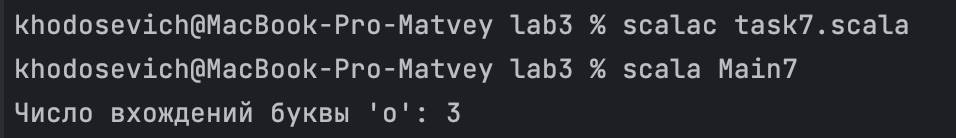 khodosevich@MacBook-Pro-Matvey lab3 % scalac task7.scala
khodosevich@MacBook-Pro-Matvey lab3 % scala Main7
Число вхождений буквы 'о': 3